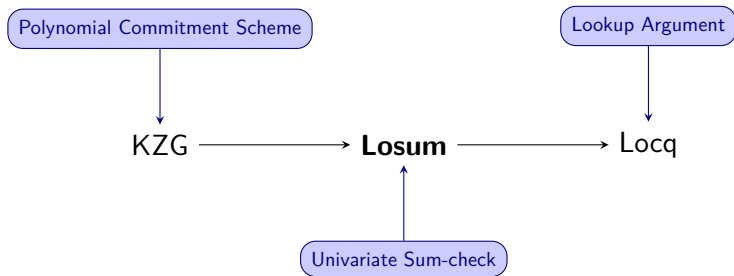 Polynomial Commitment Scheme
Lookup Argument
KZG
Losum
Locq
Univariate Sum-check